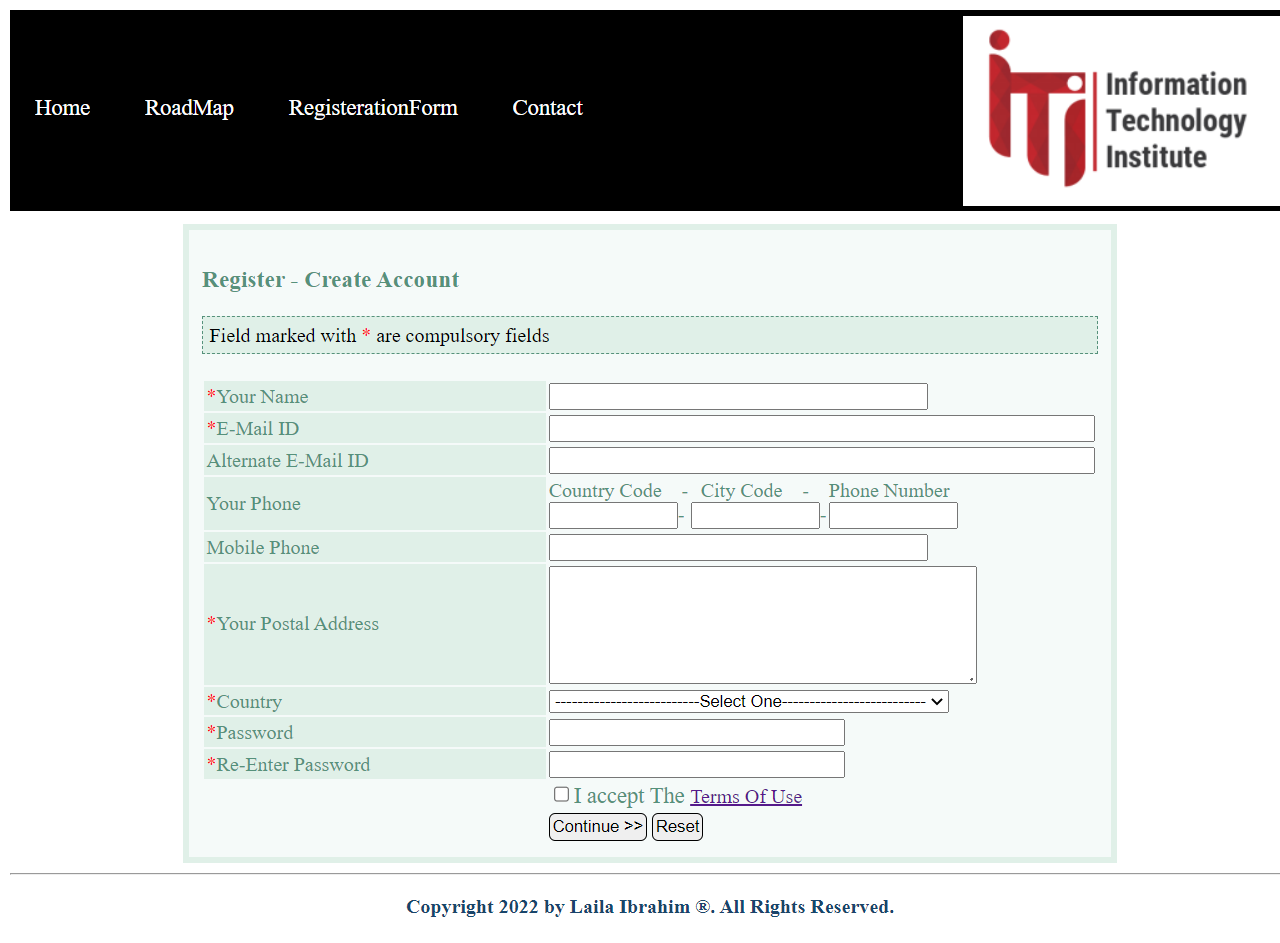 Home RoadMap RegisterationForm Contact
Information
Technology
Institute
Register - Create Account
Field marked with * are compulsory fields
*Your Name
*E-Mail ID
Alternate E-Mail ID
Your Phone Country Code - City Code - Phone Number
- -
Mobile Phone
*Your Postal Address
*Country --------------------------Select One--------------------------
*Password
*Re-Enter Password
I accept The Terms Of Use
Continue >> Reset
Copyright 2022 by Laila Ibrahim ®. All Rights Reserved.